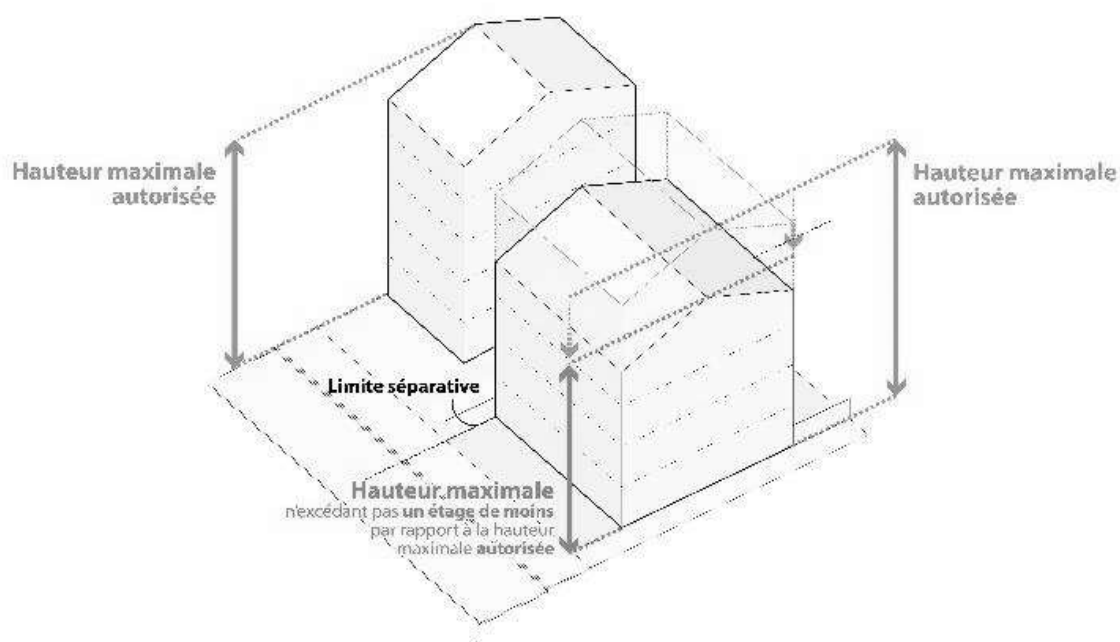 Hauteur maximale
autorisée
Hauteur maximale
autorisée
Limite séparative
Hauteur maximale
n'excédant pas un étage de moins
par rapport à la hauteur
maximale autorisée